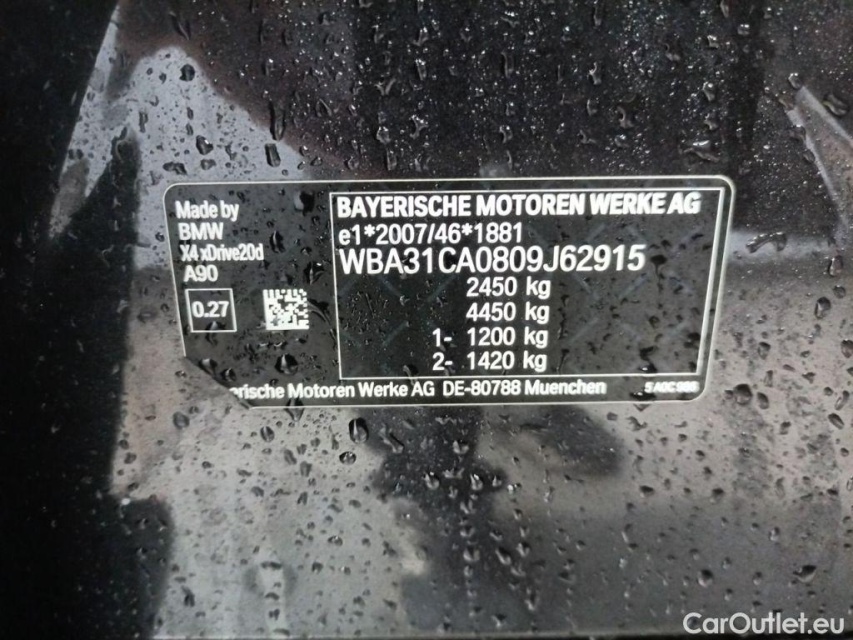 Made by
BMW
X4 xDrive20d
A90
0.27
BAYERISCHE MOTOREN WERKE AG
e1*2007/46*1881
WBA31CA0809J62915
2450 kg
4450 kg
1- 1200 kg
2- 1420 kg
erische Motoren Werke AG DE-80788 Muenchen
CarOutlet.eu